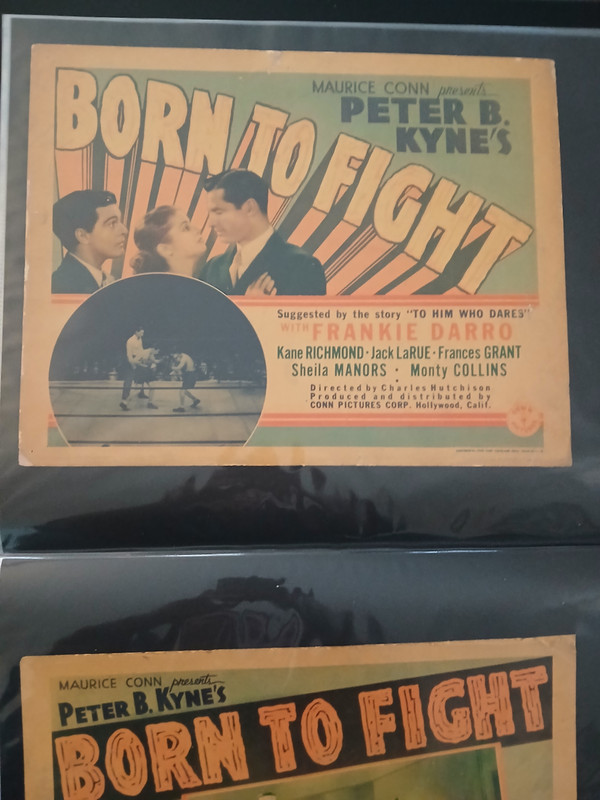 MAURICE CONN presents
PETER B.
KYNE'S
BORN TO FIGHT
Suggested by the story "TO HIM WHO DARES"
WITH FRANKIE DARRO
Kane RICHMOND · Jack LaRUE · Frances GRANT
Sheila MANORS · Monty COLLINS
Directed by Charles Hutchison
Produced and distributed by
CONN PICTURES CORP. Hollywood, Calif.
MAURICE CONN presents
PETER B. KYNE'S
BORN TO FIGHT